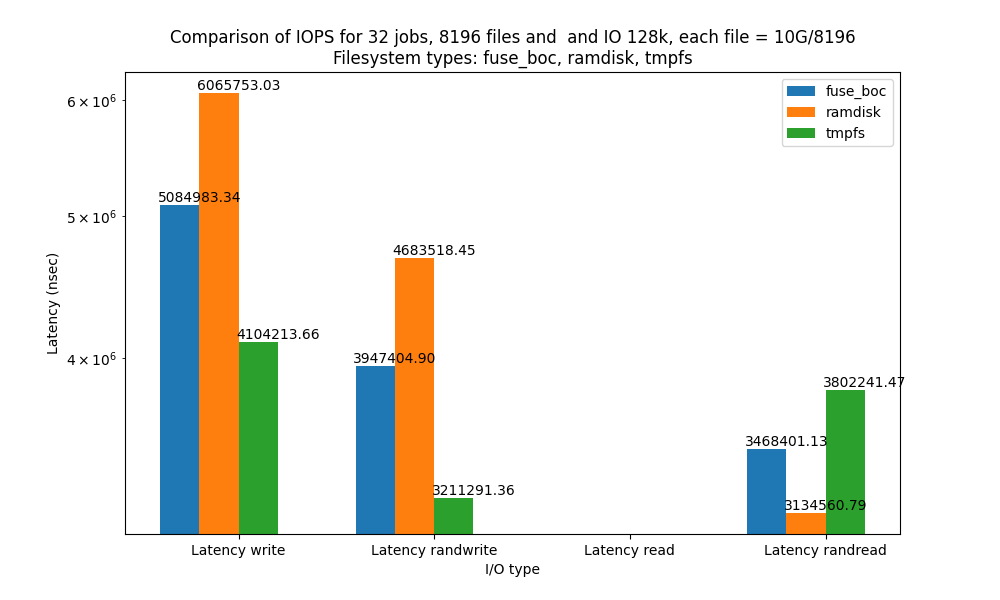 Comparison of IOPS for 32 jobs, 8196 files and  and IO 128k, each file = 10G/8196
Filesystem types: fuse_boc, ramdisk, tmpfs
6 × 10⁶
5 × 10⁶
4 × 10⁶
Latency (nsec)
fuse_boc
ramdisk
tmpfs
6065753.03
5084983.34
4104213.66
4683518.45
3947404.90
3211291.36
3468401.13
3134560.79
3802241.47
Latency write
Latency randwrite
Latency read
Latency randread
I/O type